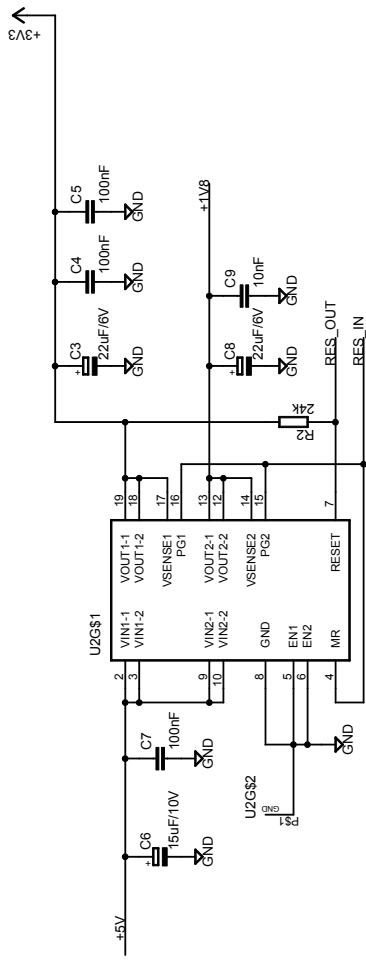 +3V3
C5
100nF
GND
C4
100nF
GND
C3
+
22uF/6V
GND
+1V8
C9
10nF
GND
C8
+
22uF/6V
GND
RES_OUT
RES_IN
R2
24k
U2G$1
2 VIN1-1 VOUT1-1 19
3 VIN1-2 VOUT1-2 18
VSENSE1 17
PG1 16
9 VIN2-1 VOUT2-1 13
10 VIN2-2 VOUT2-2 12
VSENSE2 14
8 GND PG2 15
5 EN1
6 EN2
4 MR RESET 7
C7
100nF
GND
C6
+
15uF/10V
GND
+5V
U2G$2
GND
P$1
GND